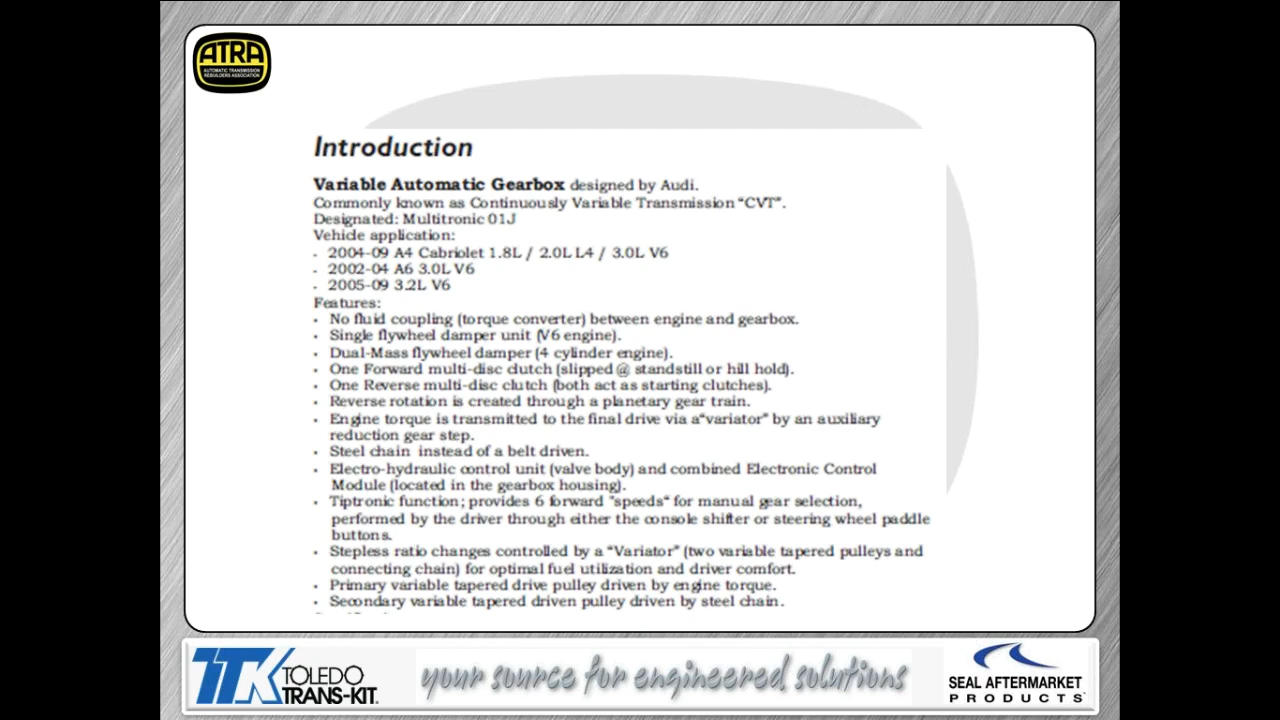 ATRA
AUTOMATIC TRANSMISSION
REBUILDERS ASSOCIATION
Introduction
Variable Automatic Gearbox designed by Audi.
Commonly known as Continuously Variable Transmission “CVT”.
Designated: Multitronic 01J
Vehicle application:
· 2004-09 A4 Cabriolet 1.8L / 2.0L L4 / 3.0L V6
· 2002-04 A6 3.0L V6
· 2005-09 3.2L V6
Features:
· No fluid coupling (torque converter) between engine and gearbox.
· Single flywheel damper unit (V6 engine).
· Dual-Mass flywheel damper (4 cylinder engine).
· One Forward multi-disc clutch (slipped @ standstill or hill hold).
· One Reverse multi-disc clutch (both act as starting clutches).
· Reverse rotation is created through a planetary gear train.
· Engine torque is transmitted to the final drive via a“variator” by an auxiliary
reduction gear step.
· Steel chain instead of a belt driven.
· Electro-hydraulic control unit (valve body) and combined Electronic Control
Module (located in the gearbox housing).
· Tiptronic function; provides 6 forward "speeds“ for manual gear selection,
performed by the driver through either the console shifter or steering wheel paddle
buttons.
· Stepless ratio changes controlled by a “Variator” (two variable tapered pulleys and
connecting chain) for optimal fuel utilization and driver comfort.
· Primary variable tapered drive pulley driven by engine torque.
· Secondary variable tapered driven pulley driven by steel chain.
TTK TOLEDO
TRANS-KIT.
your source for engineered solutions
SEAL AFTERMARKET
PRODUCTS